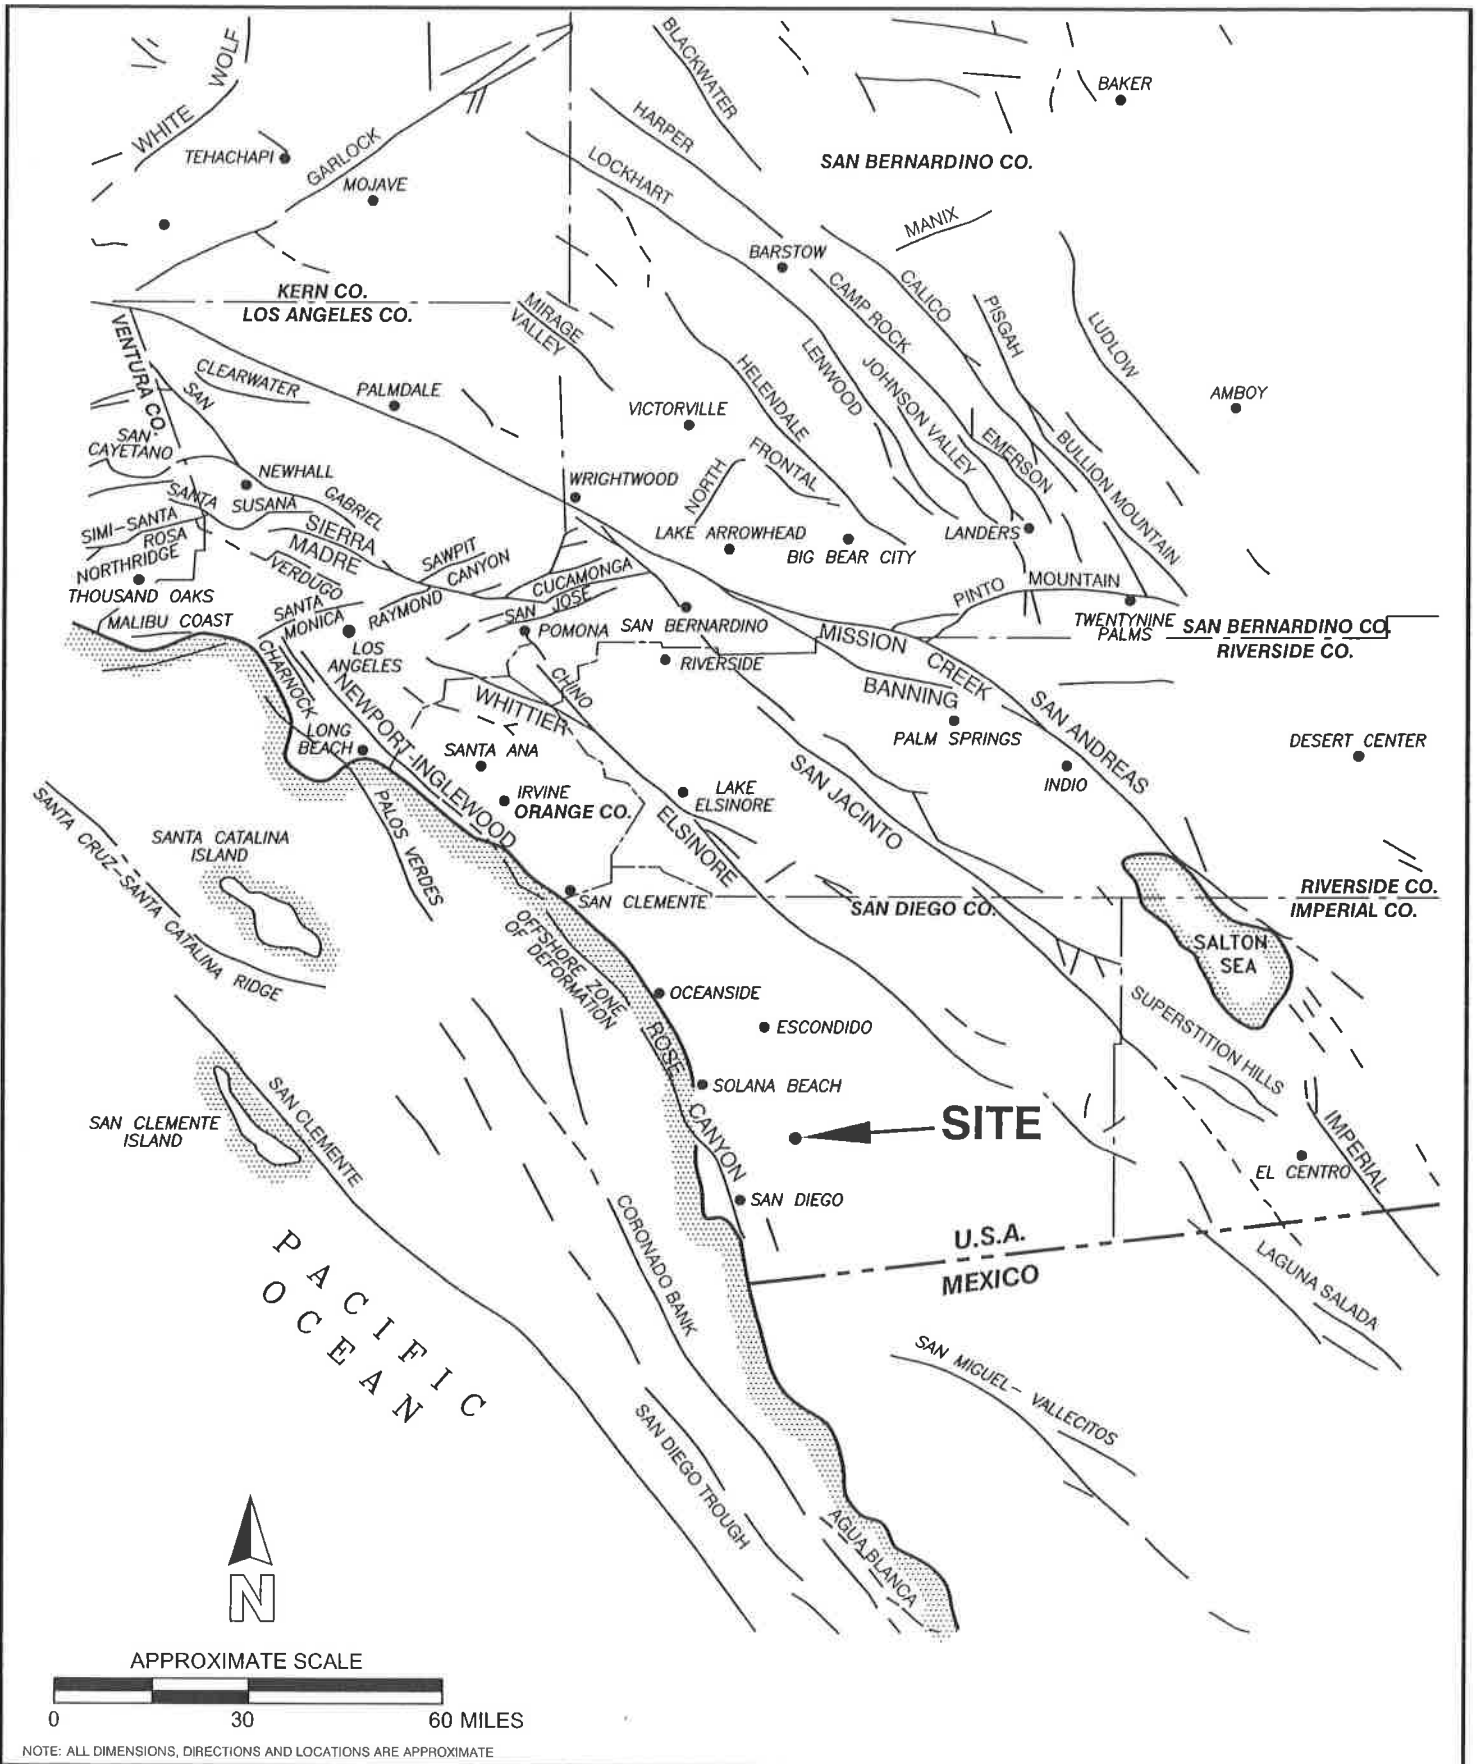 WHITE
WOLF
TEHACHAPI
GARLOCK
MOJAVE
BLACKWATER
HARPER
LOCKHART
BAKER
SAN BERNARDINO CO.
MANIX
BARSTOW
KERN CO.
LOS ANGELES CO.
MIRAGE
VALLEY
CAMP ROCK
CALICO
PISGAH
LUDLOW
VENTURA CO.
CLEARWATER
SAN
PALMDALE
VICTORVILLE
HELENDALE
LENWOOD
JOHNSON VALLEY
EMERSON
BULLION MOUNTAIN
AMBOY
SAN
CAYETANO
NEWHALL
GABRIEL
WRIGHTWOOD
NORTH
FRONTAL
SANTA
SUSANA
SIMI-SANTA
ROSA
NORTHRIDGE
SIERRA
MADRE
SAWPIT
CANYON
LAKE ARROWHEAD
BIG BEAR CITY
LANDERS
THOUSAND OAKS
VERDUGO
CUCAMONGA
PINTO
MOUNTAIN
MALIBU COAST
SANTA
MONICA
RAYMOND
SAN
JOSE
POMONA
SAN BERNARDINO
TWENTYNINE
PALMS
SAN BERNARDINO CO.
RIVERSIDE CO.
MISSION
CREEK
LOS
ANGELES
CHARNOCK
NEWPORT-INGLEWOOD
WHITTIER
CHINO
RIVERSIDE
BANNING
SAN ANDREAS
LONG
BEACH
SANTA ANA
PALM SPRINGS
DESERT CENTER
INDIO
IRVINE
ORANGE CO.
LAKE
ELSINORE
ELSINORE
SAN JACINTO
PALOS VERDES
SANTA CRUZ-SANTA CATALINA RIDGE
SANTA CATALINA
ISLAND
SAN CLEMENTE
SAN DIEGO CO.
RIVERSIDE CO.
IMPERIAL CO.
SALTON
SEA
OFFSHORE ZONE
OF DEFORMATION
OCEANSIDE
ESCONDIDO
ROSE
CANYON
SOLANA BEACH
SUPERSTITION HILLS
SAN CLEMENTE
ISLAND
SAN CLEMENTE
SITE
IMPERIAL
EL CENTRO
SAN DIEGO
CORONADO BANK
U.S.A.
MEXICO
LAGUNA SALADA
PACIFIC
OCEAN
SAN MIGUEL-VALLECITOS
SAN DIEGO TROUGH
AGUA BLANCA
N
APPROXIMATE SCALE
0 30 60 MILES
NOTE: ALL DIMENSIONS, DIRECTIONS AND LOCATIONS ARE APPROXIMATE